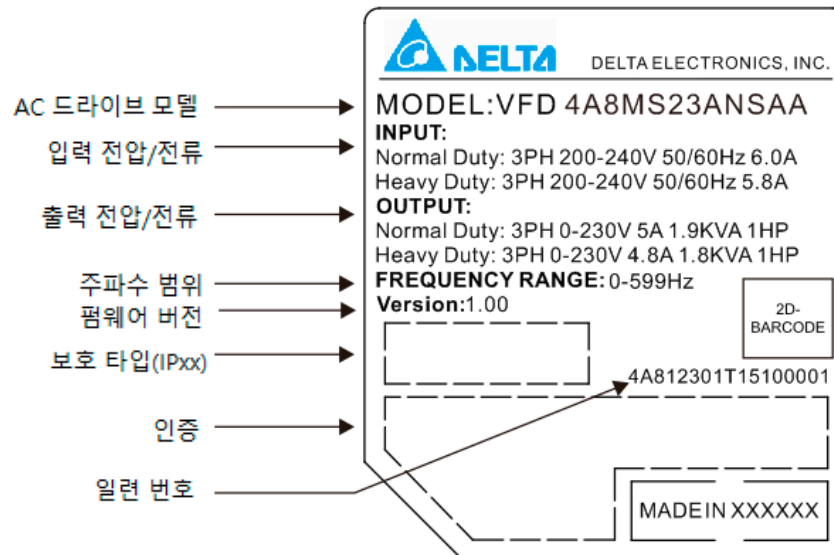 DELTA
DELTA ELECTRONICS, INC.
AC 드라이브 모델
MODEL:VFD 4A8MS23ANSAA
입력 전압/전류
INPUT:
Normal Duty: 3PH 200-240V 50/60Hz 6.0A
Heavy Duty: 3PH 200-240V 50/60Hz 5.8A
출력 전압/전류
OUTPUT:
Normal Duty: 3PH 0-230V 5A 1.9KVA 1HP
Heavy Duty: 3PH 0-230V 4.8A 1.8KVA 1HP
주파수 범위
FREQUENCY RANGE: 0-599Hz
펌웨어 버전
Version:1.00
2D-
BARCODE
보호 타입(IPxx)
4A812301T15100001
인증
일련 번호
MADE IN XXXXXX